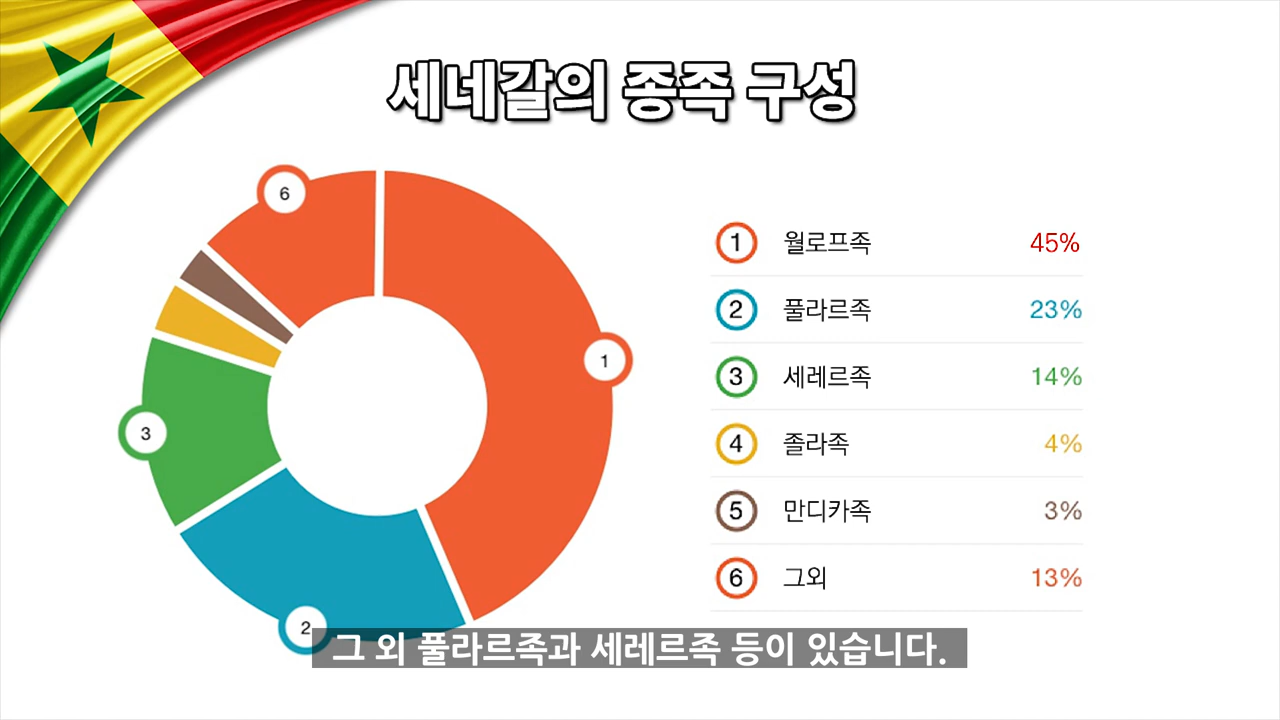 세네갈의 종족 구성
6
1
3
2
1 월로프족 45%
2 풀라르족 23%
3 세레르족 14%
4 졸라족 4%
5 만디카족 3%
6 그외 13%
그 외 풀라르족과 세레르족 등이 있습니다.